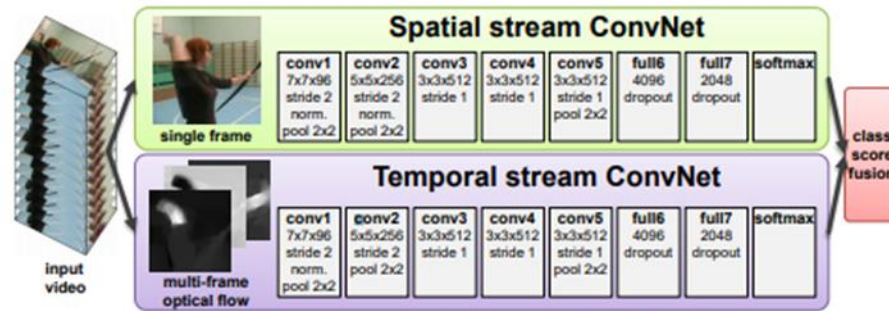 Spatial stream ConvNet
conv1
7x7x96
stride 2
norm.
pool 2x2
conv2
5x5x256
stride 2
norm.
pool 2x2
conv3
3x3x512
stride 1
conv4
3x3x512
stride 1
conv5
3x3x512
stride 1
pool 2x2
full6
4096
dropout
full7
2048
dropout
softmax
single frame
Temporal stream ConvNet
conv1
7x7x96
stride 2
norm.
pool 2x2
conv2
5x5x256
stride 2
pool 2x2
conv3
3x3x512
stride 1
conv4
3x3x512
stride 1
conv5
3x3x512
stride 1
pool 2x2
full6
4096
dropout
full7
2048
dropout
softmax
input
video
multi-frame
optical flow
class
score
fusion